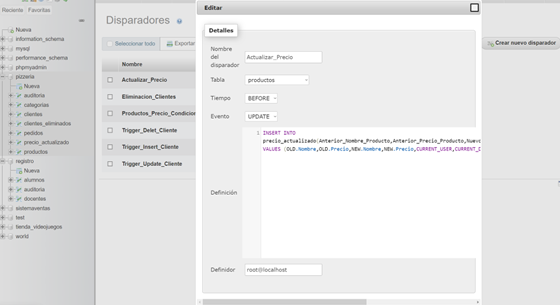 Reciente Favoritas
Nueva
information_schema
mysql
performance_schema
phpmyadmin
pizzeria
Nueva
auditoria
categorias
clientes
clientes_eliminados
pedidos
precio_actualizado
productos
registro
Nueva
alumnos
auditoria
docentes
sistemaventas
test
tienda_videojuegos
world
Disparadores
Seleccionar todo
Exportar
Crear nuevo disparador
Nombre
Actualizar_Precio
Eliminacion_Clientes
Productos_Precio_Condicion
Trigger_Delet_Cliente
Trigger_Insert_Cliente
Trigger_Update_Cliente
Editar
Detalles
Nombre
del
disparador
Actualizar_Precio
Tabla
productos
Tiempo
BEFORE
Evento
UPDATE
Definición
1 INSERT INTO
precio_actualizado(Anterior_Nombre_Producto,Anterior_Precio_Producto,Nuevo
VALUES (OLD.Nombre,OLD.Precio,NEW.Nombre,NEW.Precio,CURRENT_USER,CURRENT_D
Definidor
root@localhost